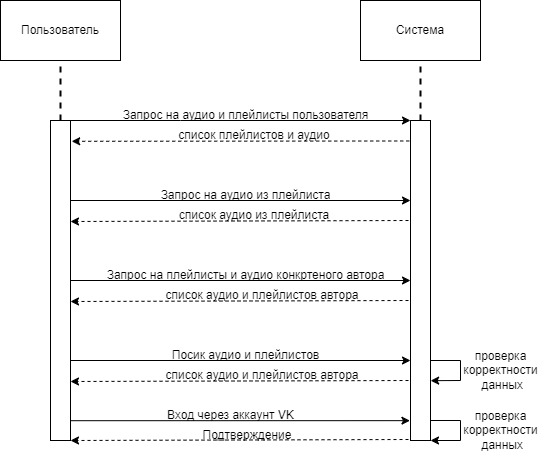 Пользователь
Система
Запрос на аудио и плейлисты пользователя
список плейлистов и аудио
Запрос на аудио из плейлиста
список аудио из плейлиста
Запрос на плейлисты и аудио конкртеного автора
список аудио и плейлистов автора
Посик аудио и плейлистов
список аудио и плейлистов автора
проверка
корректности
данных
Вход через аккаунт VK
Подтверждение
проверка
корректности
данных